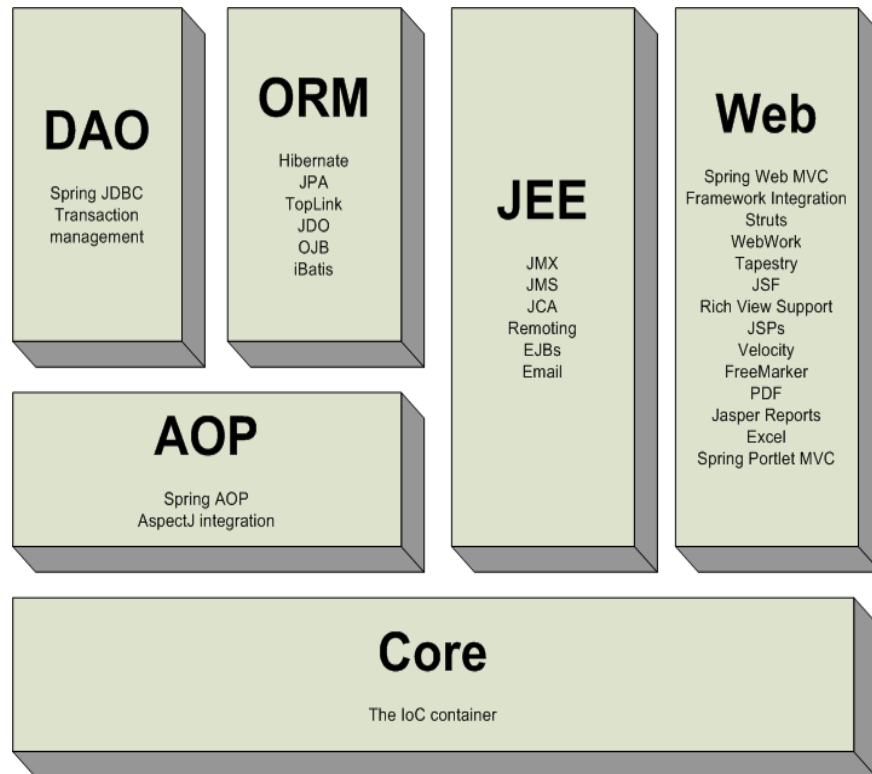 DAO
Spring JDBC
Transaction
management
ORM
Hibernate
JPA
TopLink
JDO
OJB
iBatis
JEE
JMX
JMS
JCA
Remoting
EJBs
Email
Web
Spring Web MVC
Framework Integration
Struts
WebWork
Tapestry
JSF
Rich View Support
JSPs
Velocity
FreeMarker
PDF
Jasper Reports
Excel
Spring Portlet MVC
AOP
Spring AOP
AspectJ integration
Core
The IoC container